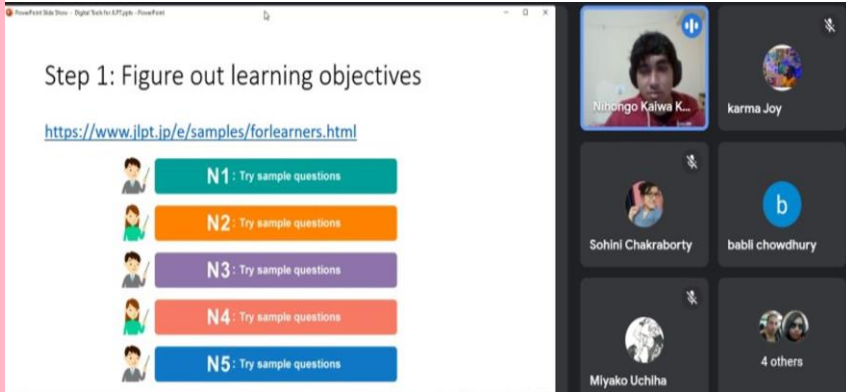 PowerPoint Slide Show - Digital Tools for JLPT.pptx - PowerPoint
Step 1: Figure out learning objectives
https://www.jlpt.jp/e/samples/forlearners.html
N1: Try sample questions
N2: Try sample questions
N3: Try sample questions
N4: Try sample questions
N5: Try sample questions
Nihongo Kaiwa K...
karma Joy
Sohini Chakraborty
b
babli chowdhury
Miyako Uchiha
4 others